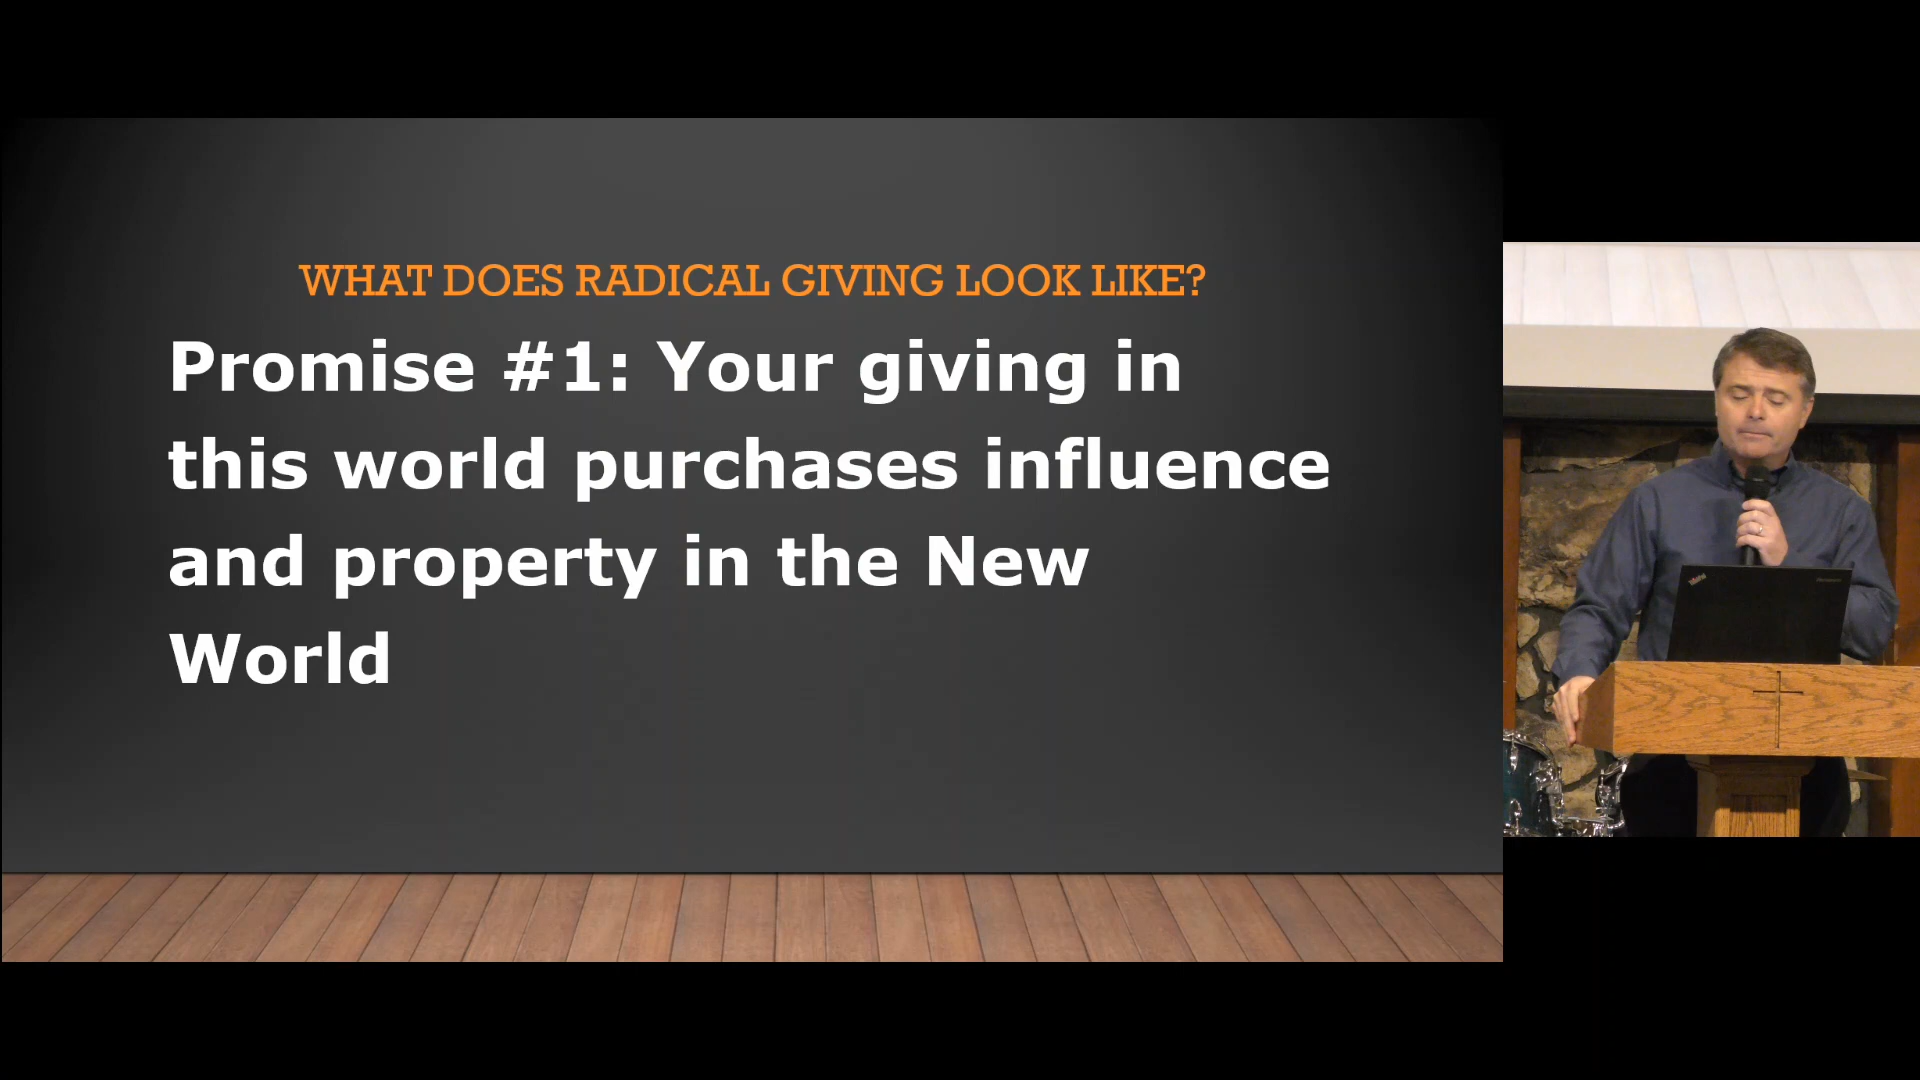 WHAT DOES RADICAL GIVING LOOK LIKE?
Promise #1: Your giving in
this world purchases influence
and property in the New
World